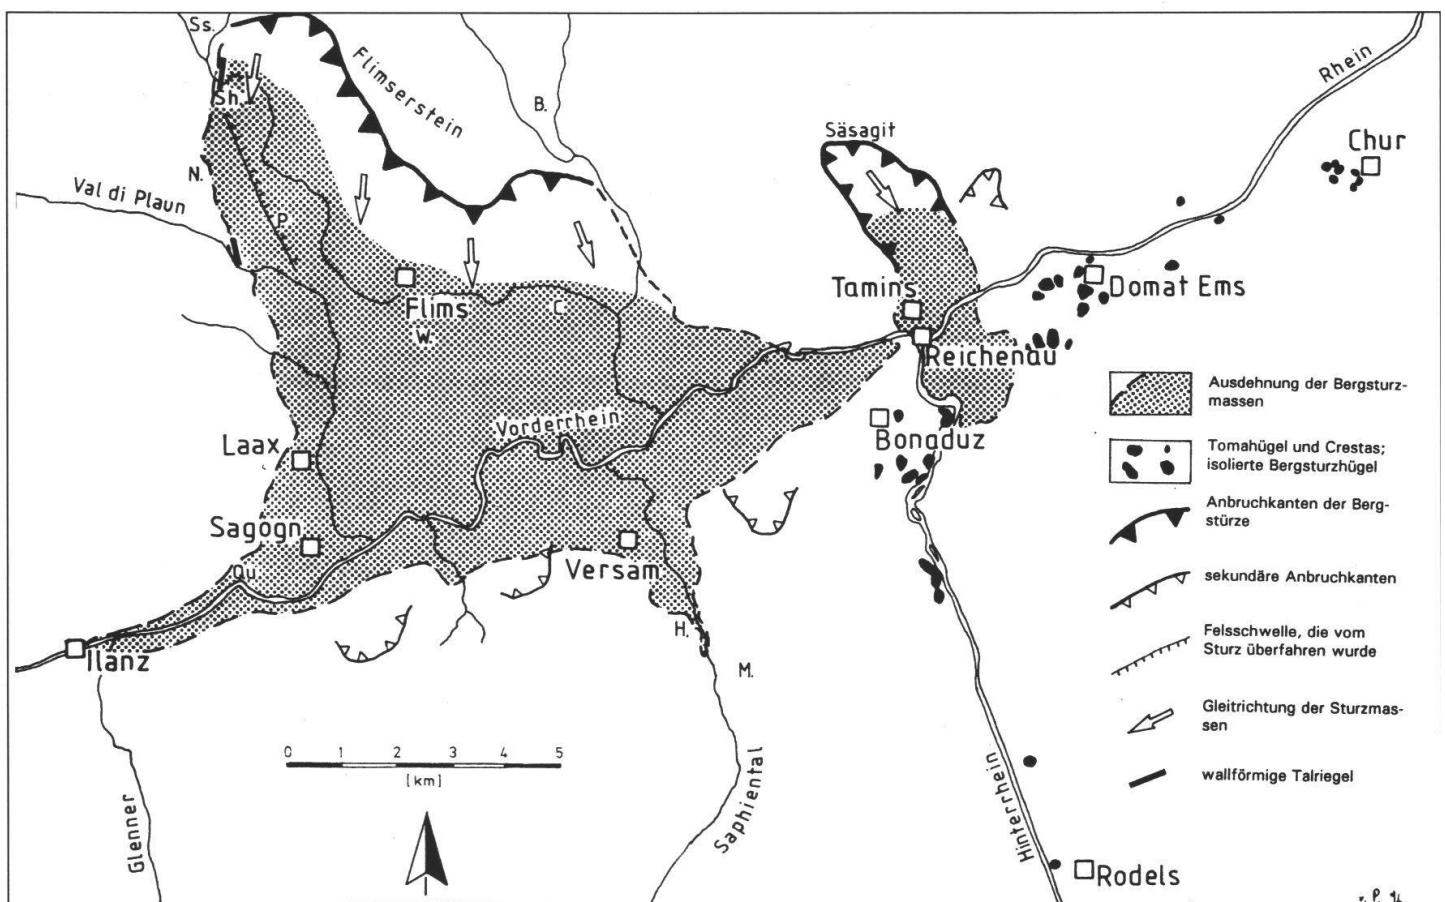 Ss.
Flimserstein
B.
Rhein
Säsagit
Chur
Sh.
N.
Val di Plaun
P.
Tamins
Domat Ems
Flims
W.
C.
Reichenau
Ausdehnung der Bergsturz-
massen
Vorderrhein
Bonaduz
Laax
Tomahügel und Crestas;
isolierte Bergsturzhügel
Sagogn
Anbruchkanten der Berg-
stürze
Versam
Qu.
sekundäre Anbruchkanten
H.
Ilanz
M.
Felsschwelle, die vom
Sturz überfahren wurde
Gleitrichtung der Sturzmas-
sen
0 1 2 3 4 5
[km]
wallförmige Talriegel
Glenner
Saphiental
Hinterrhein
Rodels